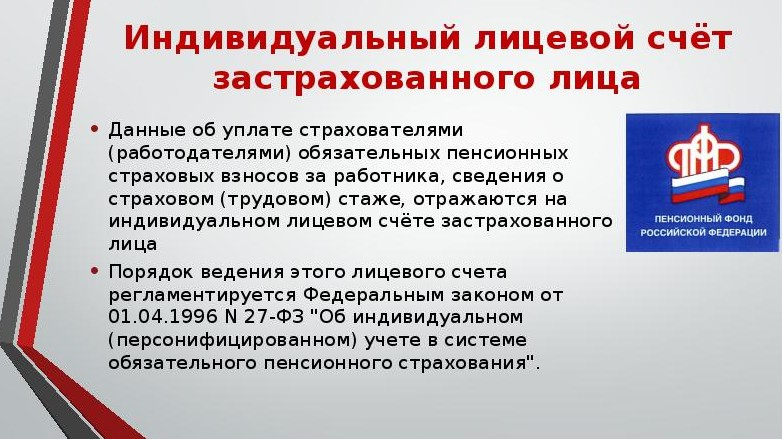 Индивидуальный лицевой счёт
застрахованного лица
• Данные об уплате страхователями
(работодателями) обязательных пенсионных
страховых взносов за работника, сведения о
страховом (трудовом) стаже, отражаются на
индивидуальном лицевом счёте застрахованного
лица
• Порядок ведения этого лицевого счета
регламентируется Федеральным законом от
01.04.1996 N 27-ФЗ "Об индивидуальном
(персонифицированном) учете в системе
обязательного пенсионного страхования".
ПЕНСИОННЫЙ ФОНД
РОССИЙСКОЙ ФЕДЕРАЦИИ